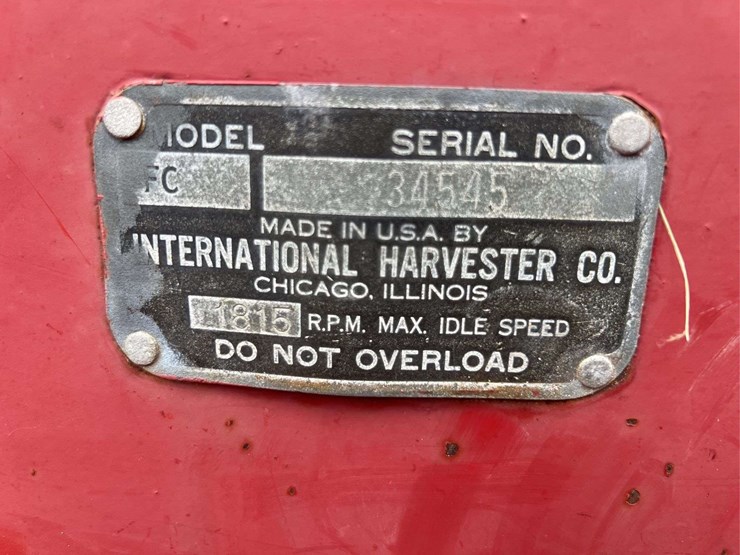 MODEL SERIAL NO.
FC 34545
MADE IN U.S.A. BY
INTERNATIONAL HARVESTER CO.
CHICAGO, ILLINOIS
1815 R.P.M. MAX. IDLE SPEED
DO NOT OVERLOAD